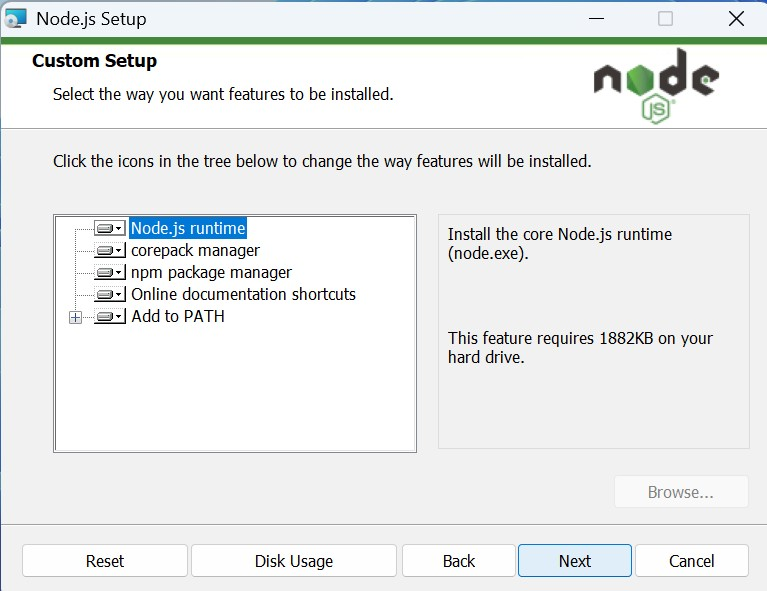 Node.js Setup
Custom Setup
Select the way you want features to be installed.
node
JS
Click the icons in the tree below to change the way features will be installed.
Node.js runtime
corepack manager
npm package manager
Online documentation shortcuts
Add to PATH
Install the core Node.js runtime
(node.exe).
This feature requires 1882KB on your
hard drive.
Browse...
Reset
Disk Usage
Back
Next
Cancel